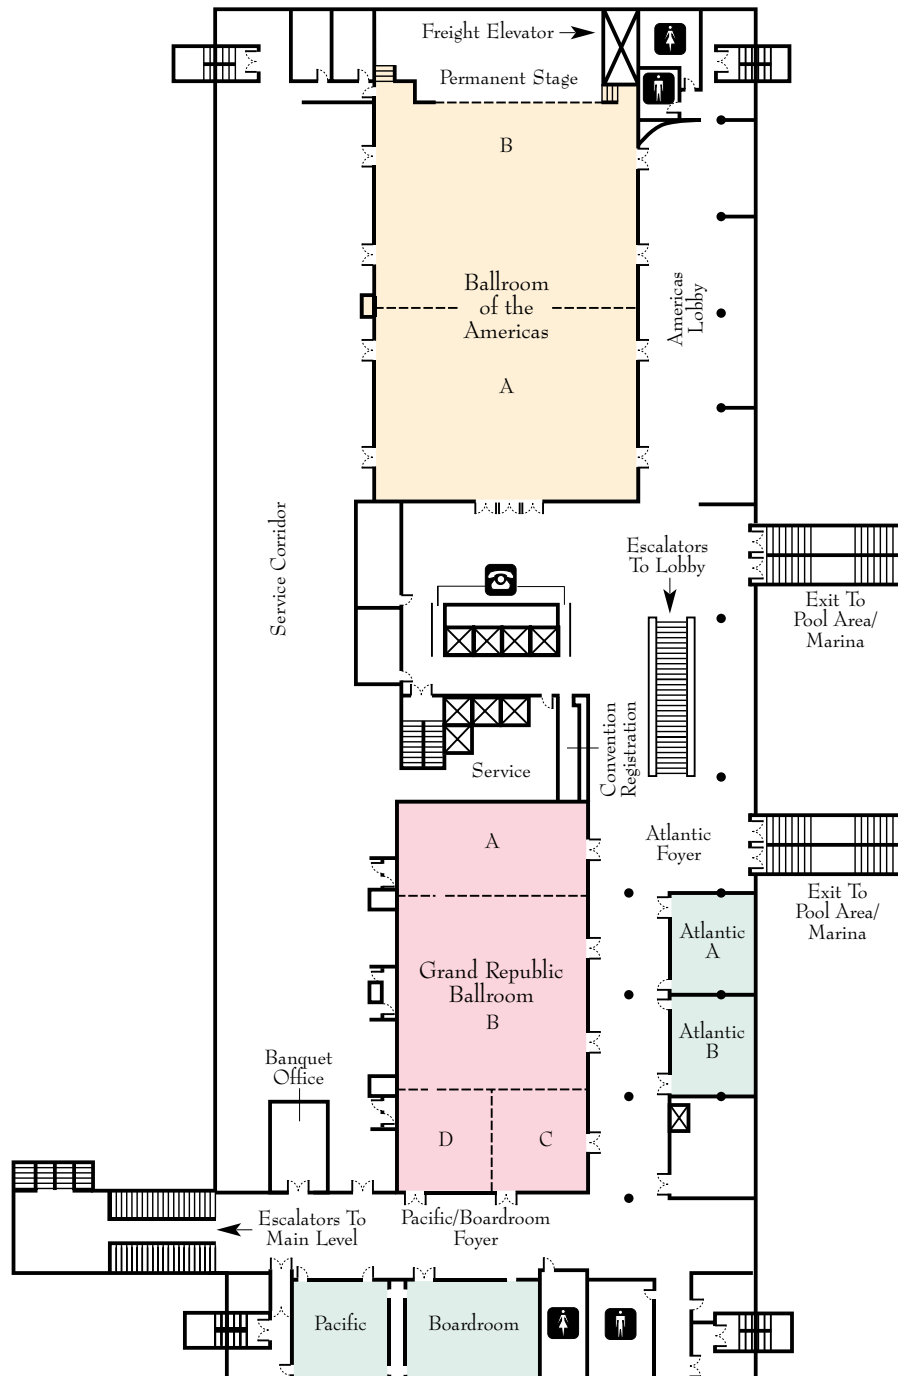 Freight Elevator
Permanent Stage
B
Ballroom
of the
Americas
Americas
Lobby
A
Service Corridor
Escalators
To Lobby
Exit To
Pool Area/
Marina
Convention
Registration
Service
Atlantic
Foyer
A
Exit To
Pool Area/
Marina
Atlantic
A
Grand Republic
Ballroom
B
Atlantic
B
Banquet
Office
D
C
Escalators To
Main Level
Pacific/Boardroom
Foyer
Pacific
Boardroom